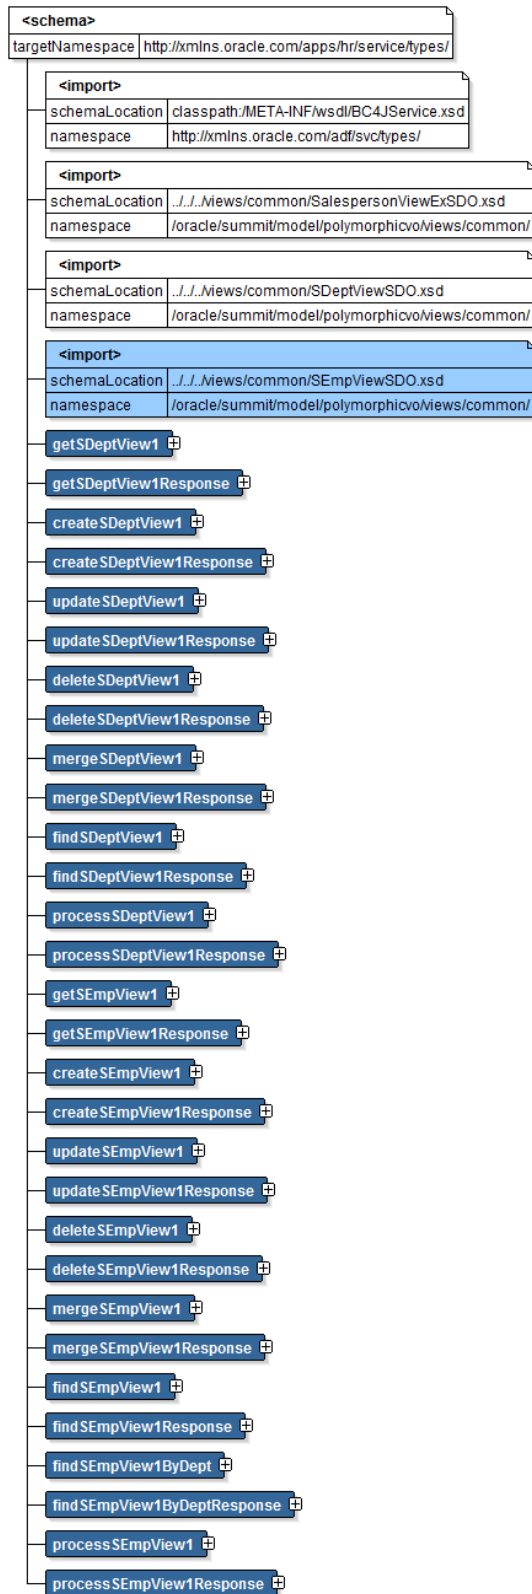 <schema>
targetNamespace http://xmlns.oracle.com/apps/hr/service/types/
<import>
schemaLocation classpath:/META-INF/wsdl/BC4JService.xsd
namespace http://xmlns.oracle.com/adf/svc/types/
<import>
schemaLocation ../../../views/common/SalespersonViewExSDO.xsd
namespace /oracle/summit/model/polymorphicvo/views/common/
<import>
schemaLocation ../../../views/common/SDeptViewSDO.xsd
namespace /oracle/summit/model/polymorphicvo/views/common/
<import>
schemaLocation ../../../views/common/SEmpViewSDO.xsd
namespace /oracle/summit/model/polymorphicvo/views/common/
getSDeptView1
getSDeptView1Response
createSDeptView1
createSDeptView1Response
updateSDeptView1
updateSDeptView1Response
deleteSDeptView1
deleteSDeptView1Response
mergeSDeptView1
mergeSDeptView1Response
findSDeptView1
findSDeptView1Response
processSDeptView1
processSDeptView1Response
getSEmpView1
getSEmpView1Response
createSEmpView1
createSEmpView1Response
updateSEmpView1
updateSEmpView1Response
deleteSEmpView1
deleteSEmpView1Response
mergeSEmpView1
mergeSEmpView1Response
findSEmpView1
findSEmpView1Response
findSEmpView1ByDept
findSEmpView1ByDeptResponse
processSEmpView1
processSEmpView1Response